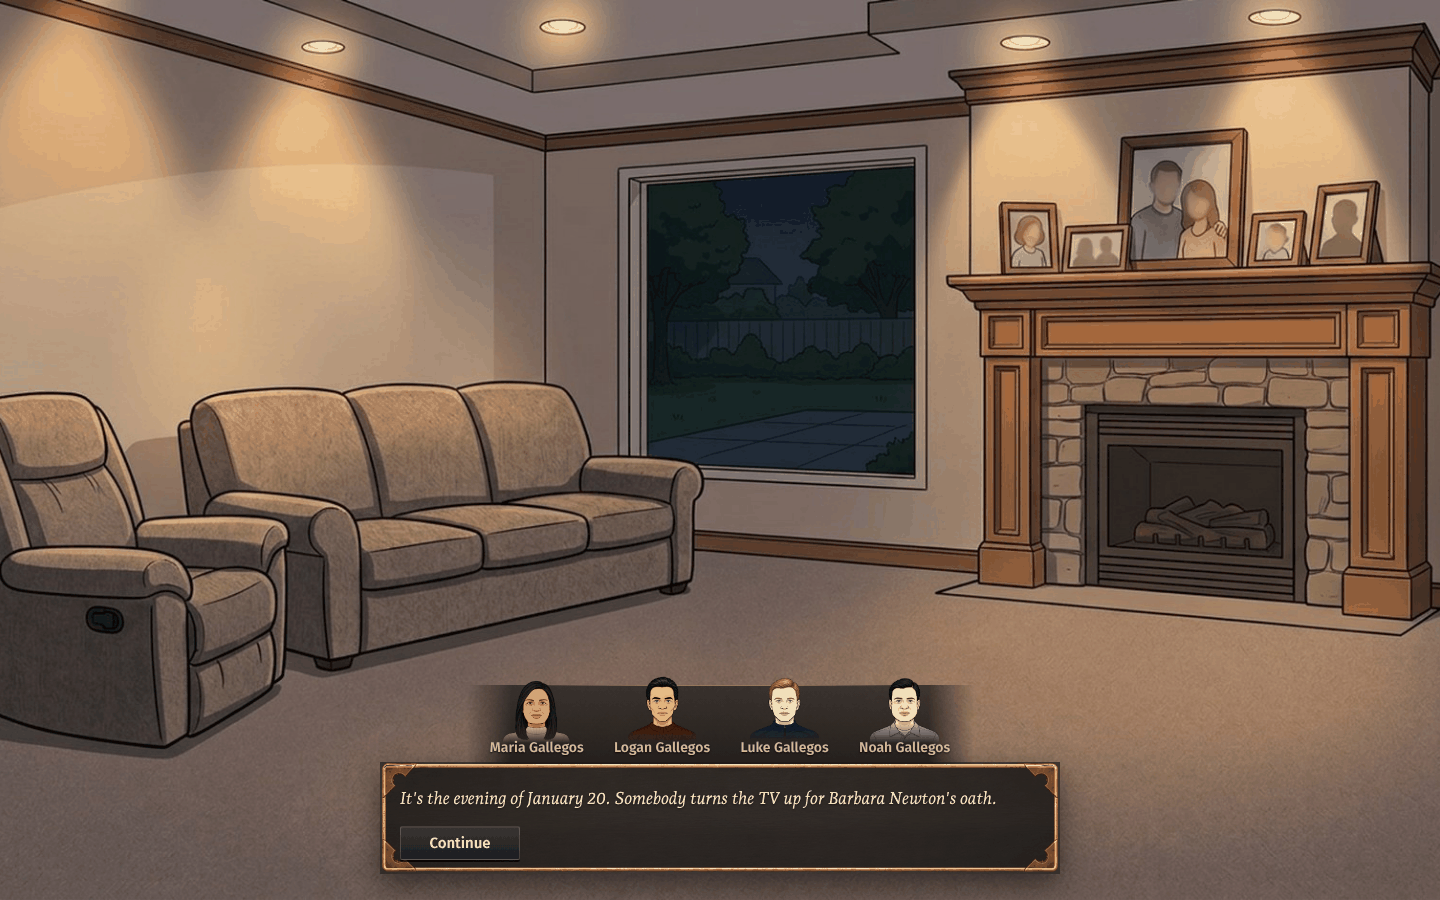 Maria Gallegos
Logan Gallegos
Luke Gallegos
Noah Gallegos
It's the evening of January 20. Somebody turns the TV up for Barbara Newton's oath.
Continue